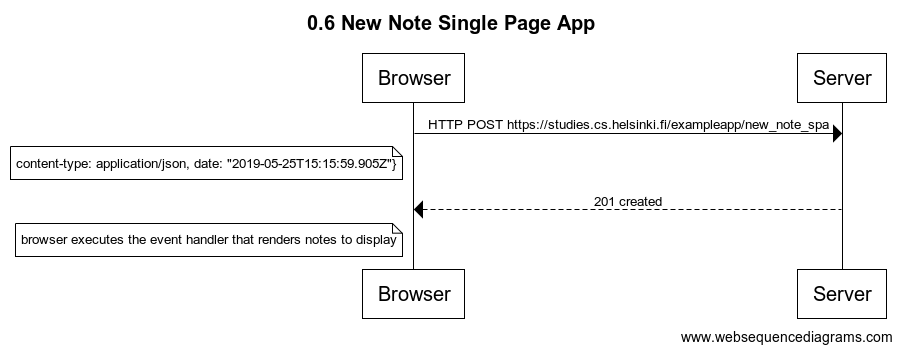 0.6 New Note Single Page App
Browser
Server
HTTP POST https://studies.cs.helsinki.fi/exampleapp/new_note_spa
content-type: application/json, date: "2019-05-25T15:15:59.905Z"}
201 created
browser executes the event handler that renders notes to display
Browser
Server
www.websequencediagrams.com